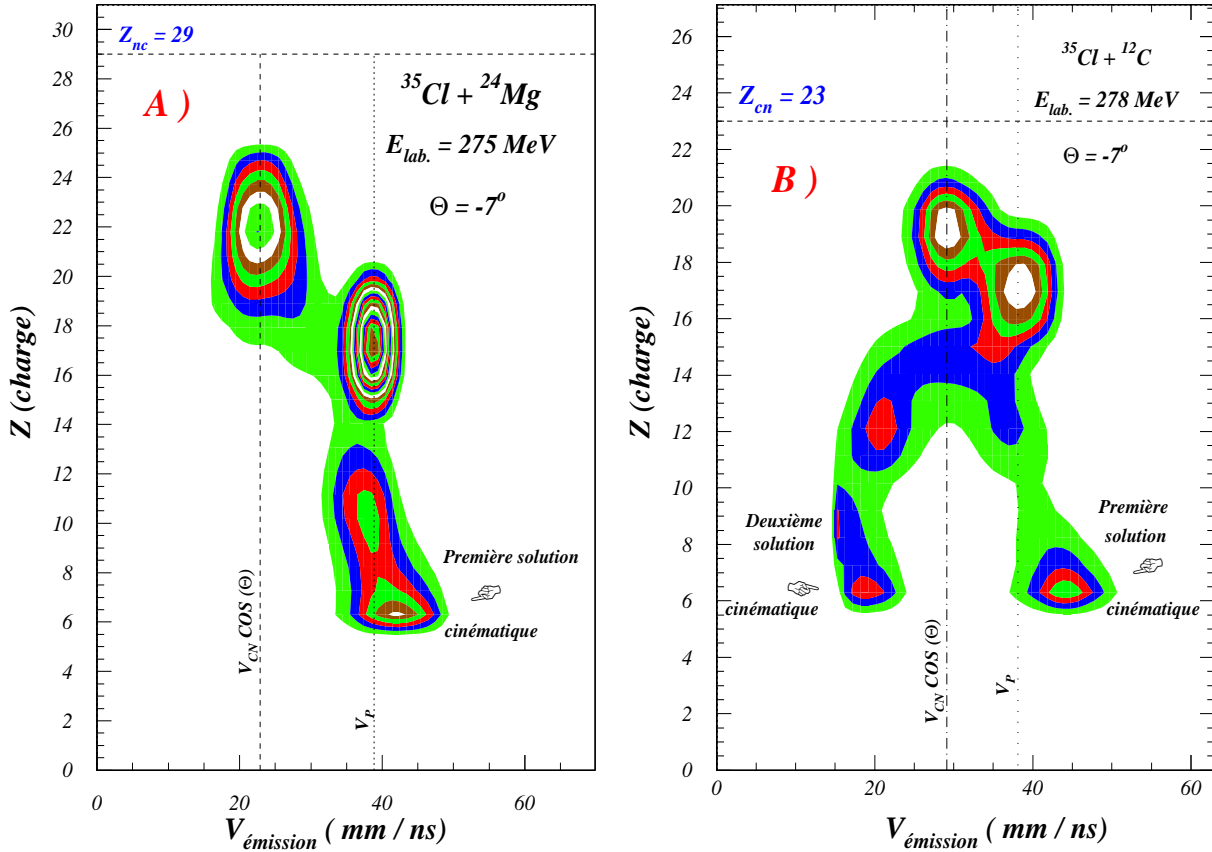 Z_nc = 29
A )
³⁵Cl + ²⁴Mg
E_lab. = 275 MeV
Θ = -7°
Première solution
cinématique
V_CN COS (Θ)
V_P
Z (charge)
30
28
26
24
22
20
18
16
14
12
10
8
6
4
2
0
0 20 40 60
V_émission ( mm / ns)
Z_cn = 23
B )
³⁵Cl + ¹²C
E_lab. = 278 MeV
Θ = -7°
Deuxième
solution
cinématique
Première
solution
cinématique
V_CN COS (Θ)
V_P
Z (charge)
26
24
22
20
18
16
14
12
10
8
6
4
2
0
0 20 40 60
V_émission ( mm / ns)